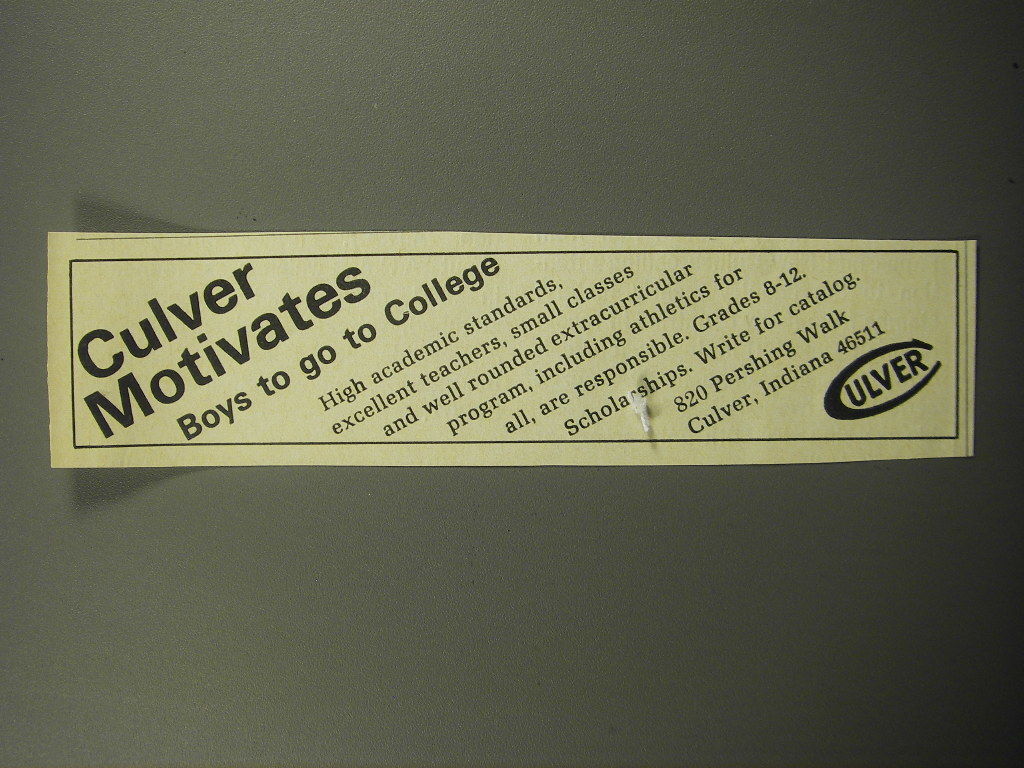 Culver
Motivates
Boys to go to College
High academic standards,
excellent teachers, small classes
and well rounded extracurricular
program, including athletics for
all, are responsible. Grades 8-12.
Scholarships. Write for catalog.
820 Pershing Walk
Culver, Indiana 46511
CULVER